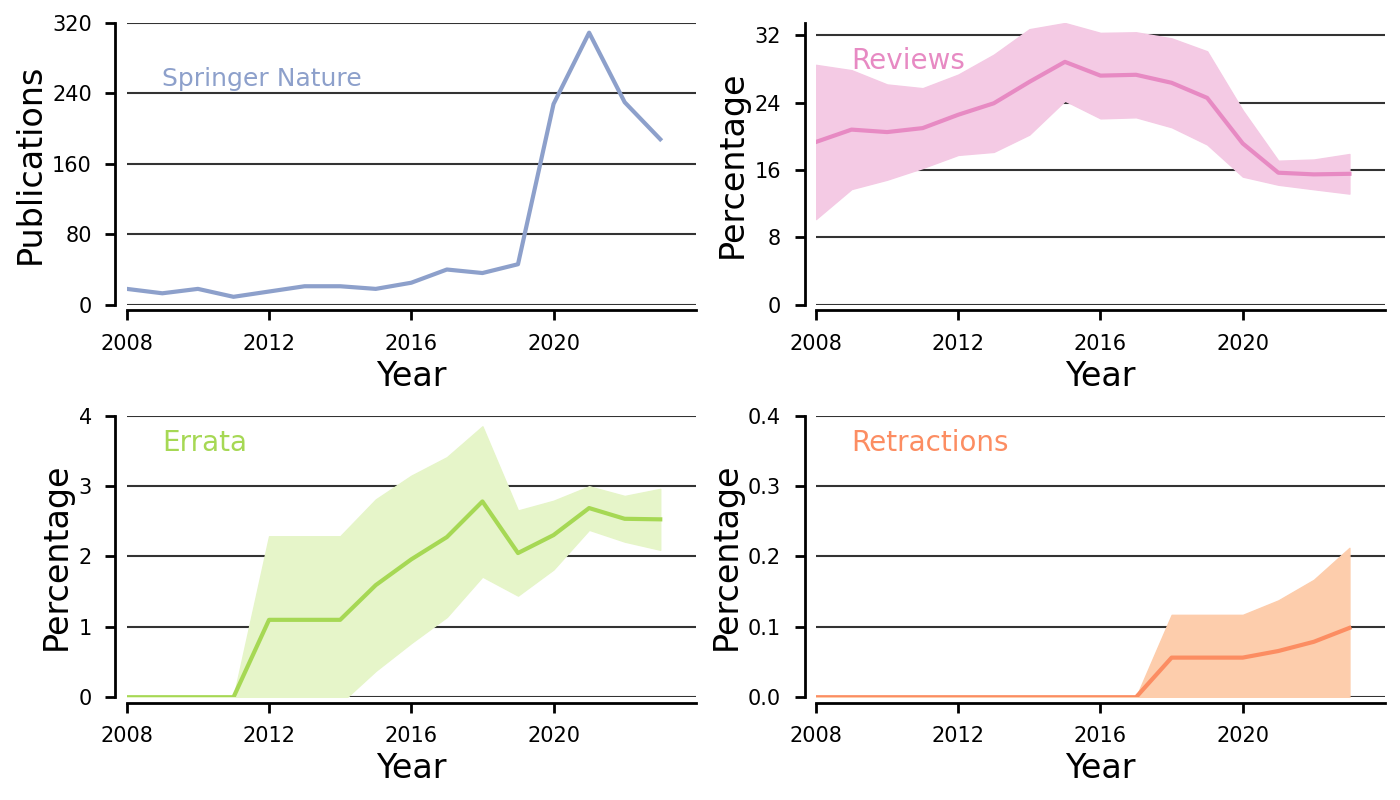 Publications
320
240
160
80
0
Springer Nature
2008 2012 2016 2020
Year
Percentage
32
24
16
8
0
Reviews
2008 2012 2016 2020
Year
Percentage
4
3
2
1
0
Errata
2008 2012 2016 2020
Year
Percentage
0.4
0.3
0.2
0.1
0.0
Retractions
2008 2012 2016 2020
Year